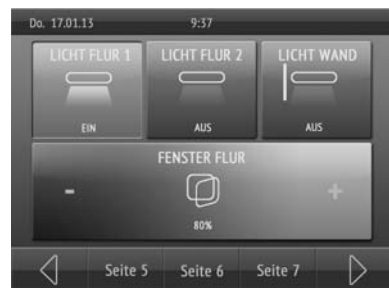 Do. 17.01.13 9:37
LICHT FLUR 1 LICHT FLUR 2 LICHT WAND
EIN AUS AUS
FENSTER FLUR
- +
80%
Seite 5 Seite 6 Seite 7